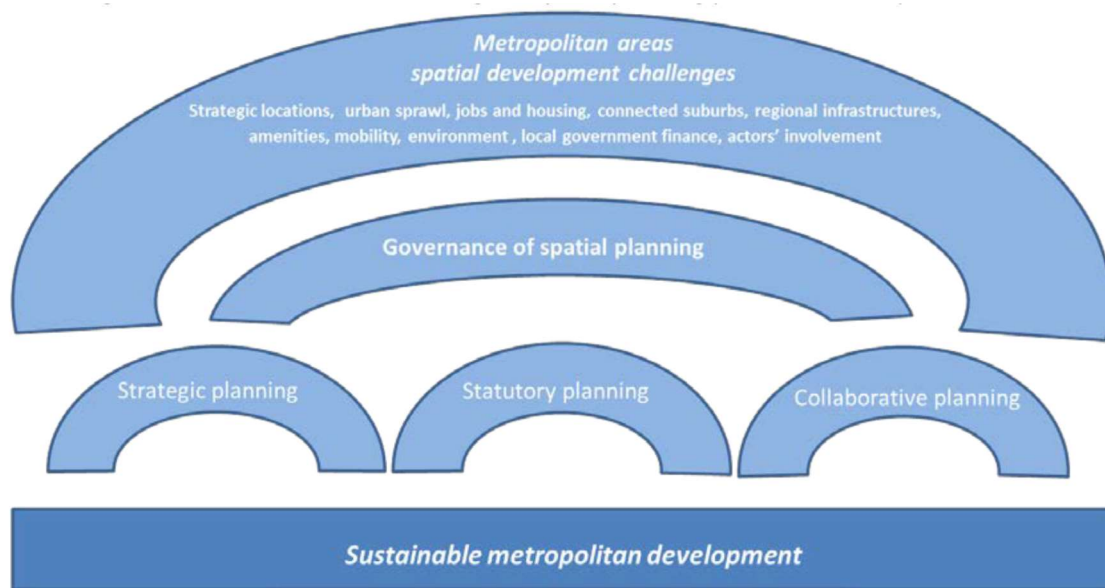 Metropolitan areas
spatial development challenges
Strategic locations, urban sprawl, jobs and housing, connected suburbs, regional infrastructures,
amenities, mobility, environment , local government finance, actors' involvement
Governance of spatial planning
Strategic planning
Statutory planning
Collaborative planning
Sustainable metropolitan development